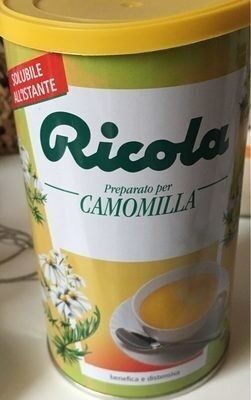 SOLUBILE
ALL'ISTANTE
Ricola
Preparato per
CAMOMILLA
benefica e distensiva